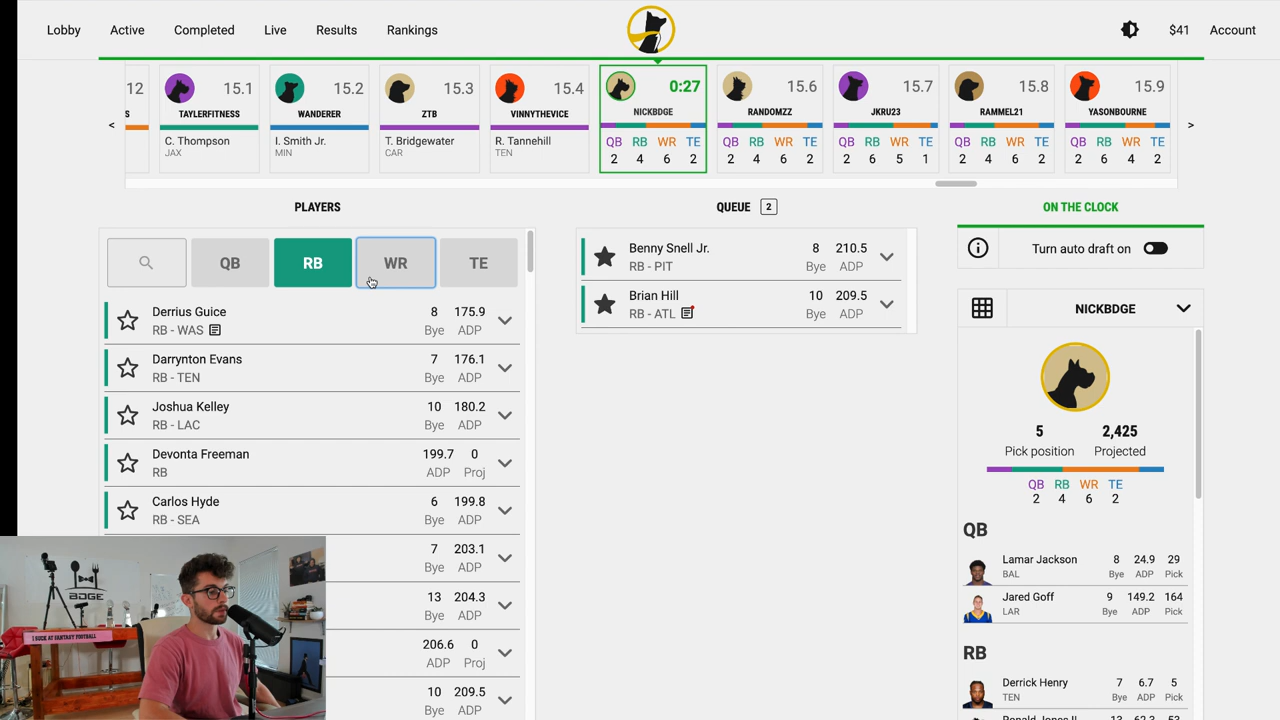 Lobby
Active
Completed
Live
Results
Rankings
$41
Account
12
S
15.1
TAYLERFITNESS
C. Thompson
JAX
15.2
WANDERER
I. Smith Jr.
MIN
15.3
ZTB
T. Bridgewater
CAR
15.4
VINNYTHEVICE
R. Tannehill
TEN
0:27
NICKBDGE
QB RB WR TE
2 4 6 2
15.6
RANDOMZZ
QB RB WR TE
2 4 6 2
15.7
JKRU23
QB RB WR TE
2 6 5 1
15.8
RAMMEL21
QB RB WR TE
2 4 6 2
15.9
YASONBOURNE
QB RB WR TE
2 6 4 2
<
>
PLAYERS
QB
RB
WR
TE
Derrius Guice 8 175.9
RB - WAS Bye ADP
Darrynton Evans 7 176.1
RB - TEN Bye ADP
Joshua Kelley 10 180.2
RB - LAC Bye ADP
Devonta Freeman 199.7 0
RB ADP Proj
Carlos Hyde 6 199.8
RB - SEA Bye ADP
7 203.1
Bye ADP
13 204.3
Bye ADP
206.6 0
ADP Proj
10 209.5
Bye ADP
QUEUE 2
Benny Snell Jr. 8 210.5
RB - PIT Bye ADP
Brian Hill 10 209.5
RB - ATL Bye ADP
ON THE CLOCK
Turn auto draft on
NICKBDGE
5 2,425
Pick position Projected
QB RB WR TE
2 4 6 2
QB
Lamar Jackson 8 24.9 29
BAL Bye ADP Pick
Jared Goff 9 149.2 164
LAR Bye ADP Pick
RB
Derrick Henry 7 6.7 5
TEN Bye ADP Pick
Ronald Jones II 13 62.3 53
BDGE
I SUCK AT FANTASY FOOTBALL